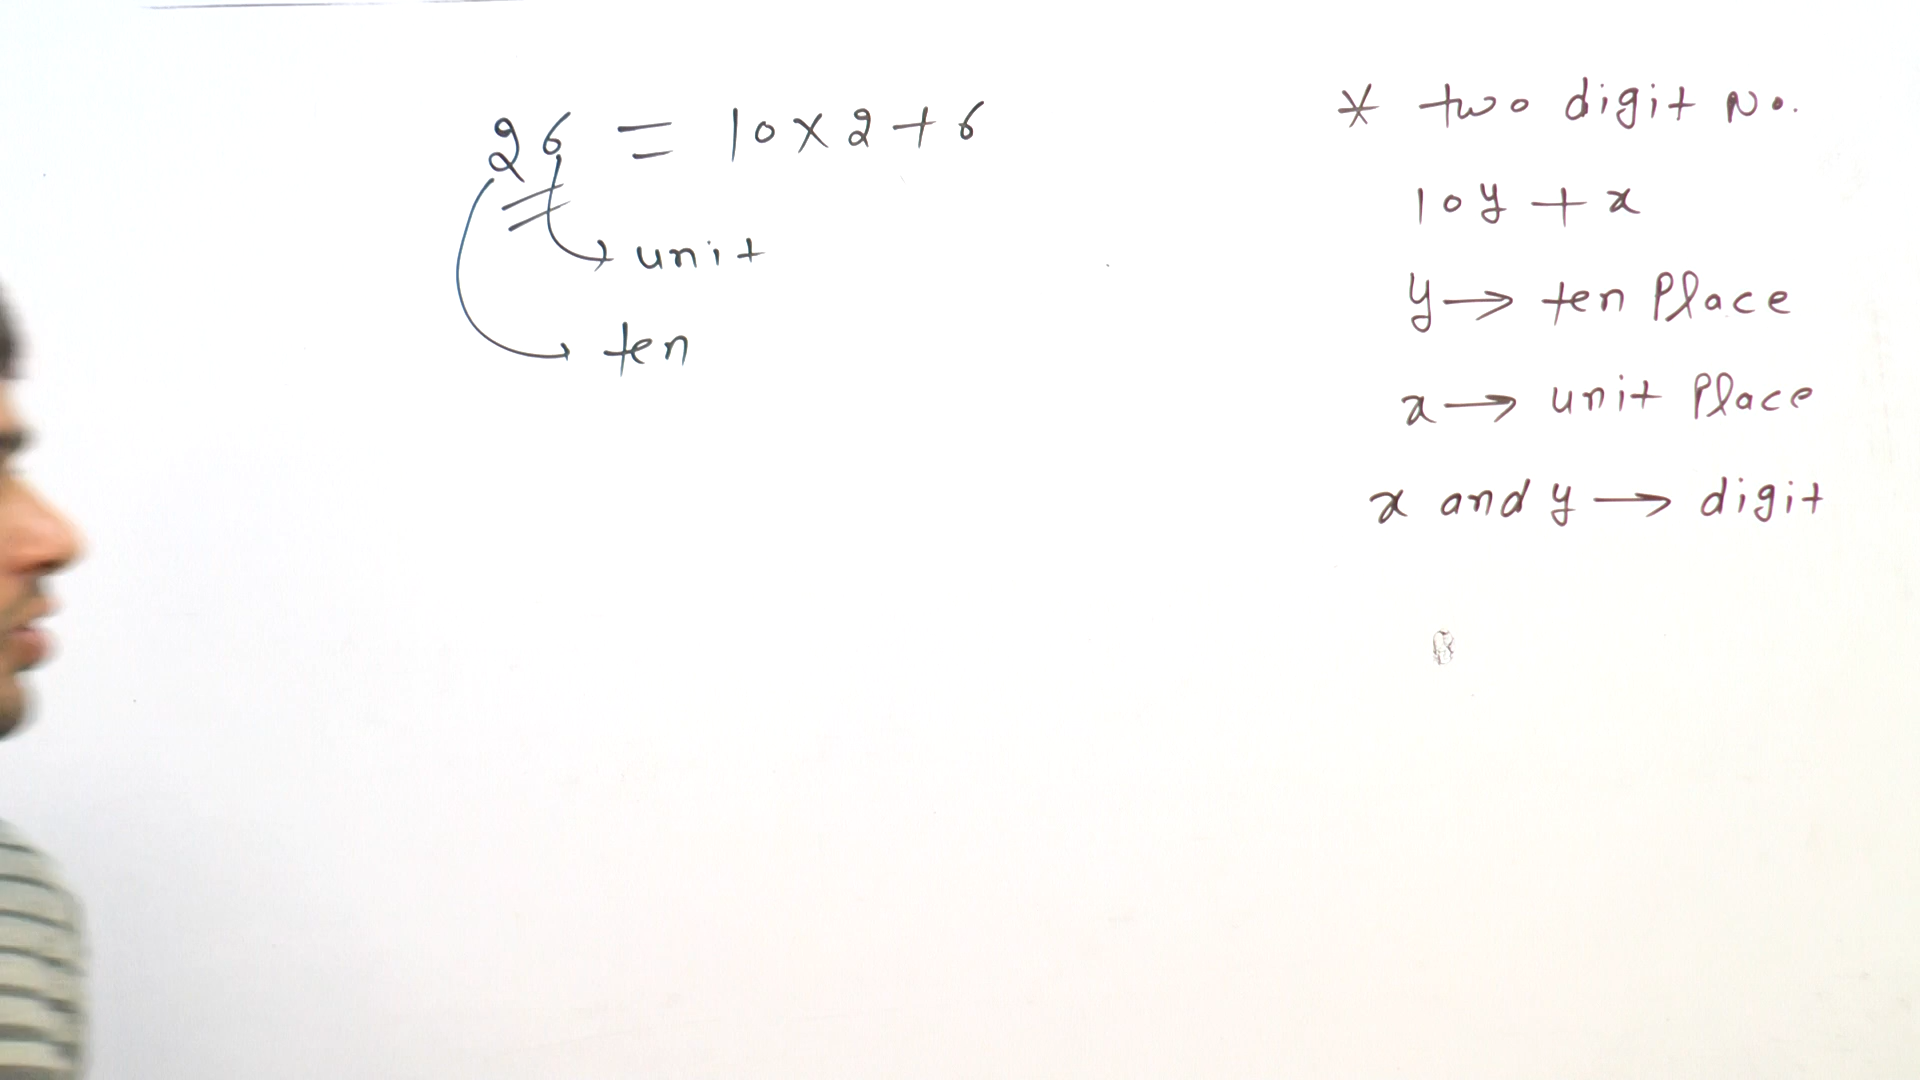 26 = 10 × 2 + 6
unit
ten
* two digit No.
10y + x
y → ten Place
x → unit Place
x and y → digit